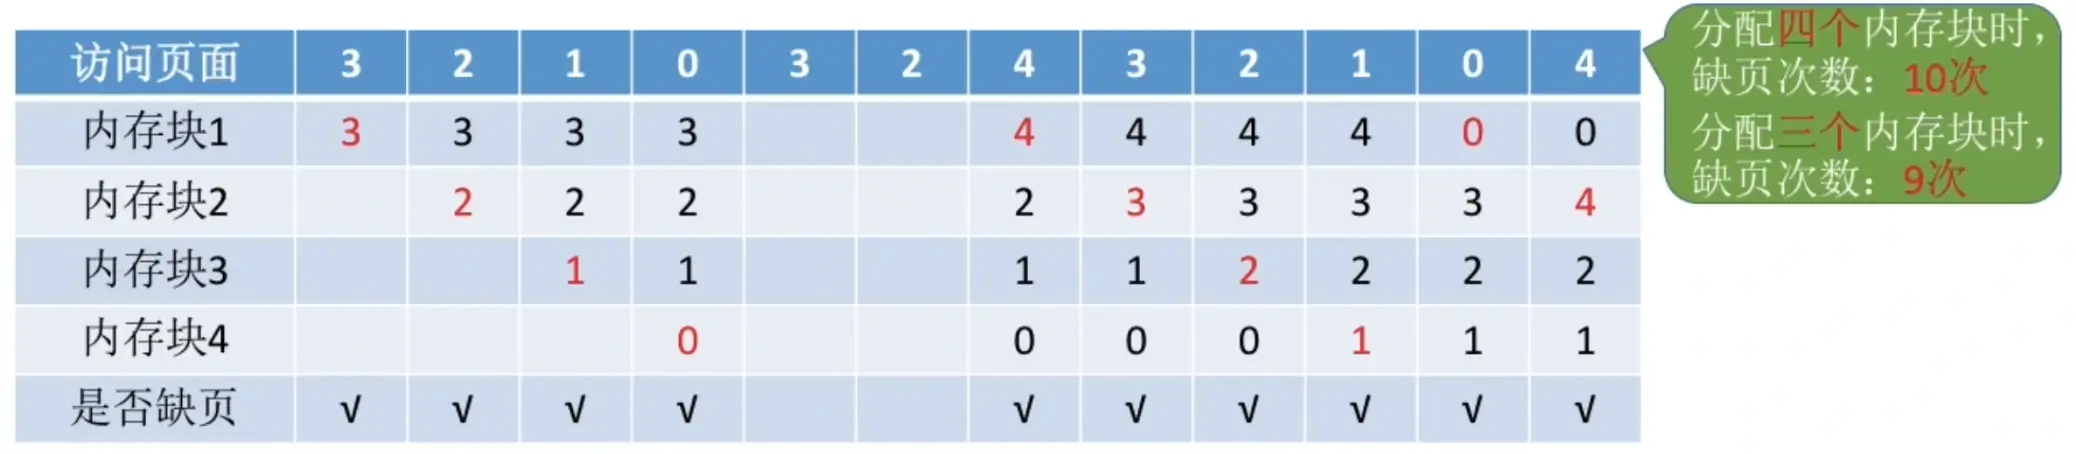 访问页面 3 2 1 0 3 2 4 3 2 1 0 4
内存块1 3 3 3 3 4 4 4 4 0 0
内存块2 2 2 2 2 3 3 3 3 4
内存块3 1 1 1 1 2 2 2 2
内存块4 0 0 0 0 1 1 1
是否缺页 √ √ √ √ √ √ √ √ √ √
分配四个内存块时，
缺页次数：10次
分配三个内存块时，
缺页次数：9次